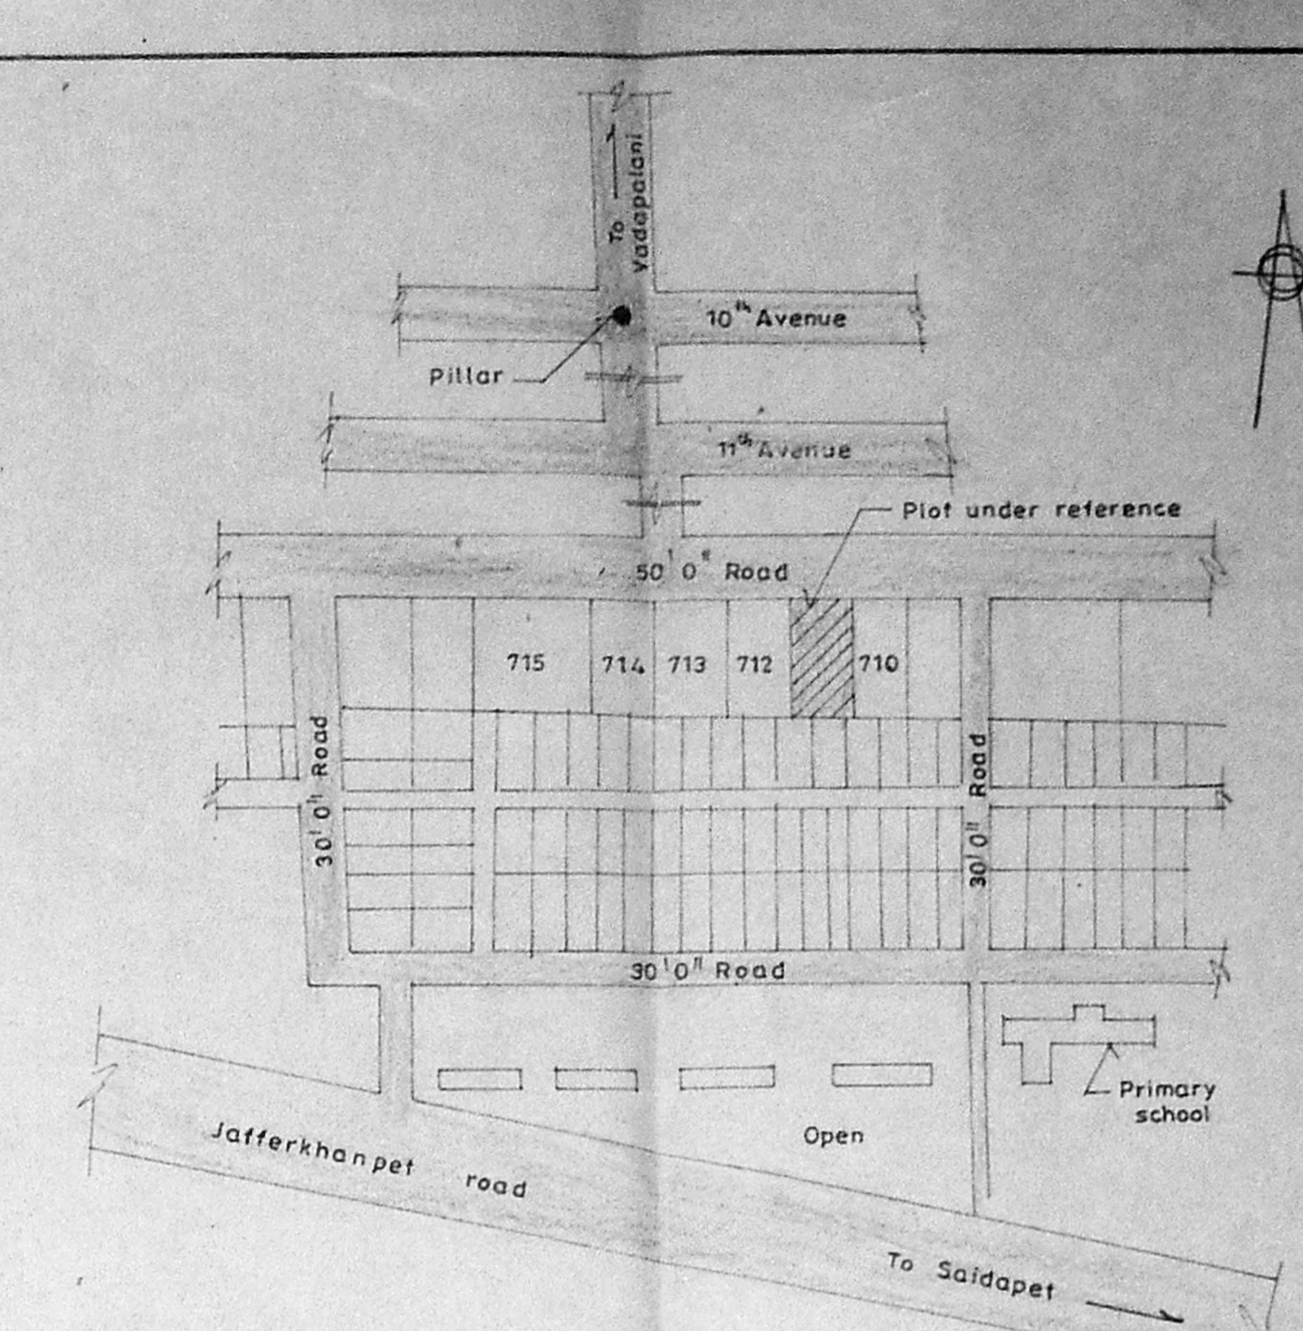 To
Vadapalani
10th Avenue
Pillar
11th Avenue
Plot under reference
50' 0" Road
715
714
713
712
710
30' 0" Road
30' 0" Road
30' 0" Road
Primary
school
Open
Jafferkhanpet road
To Saidapet